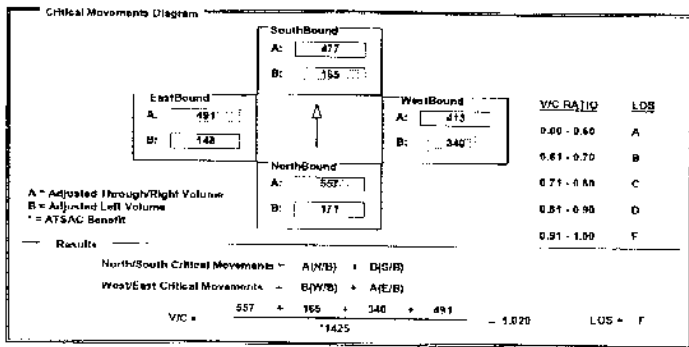 Critical Movements Diagram
SouthBound
A: 477
B: 165
EastBound
A: 491
B: 148
WestBound
A: 413
B: 340
NorthBound
A: 557
B: 177
V/C RATIO LOS
0.00 - 0.60 A
0.61 - 0.70 B
0.71 - 0.80 C
0.81 - 0.90 D
0.91 - 1.00 F
A = Adjusted Through/Right Volume
B = Adjusted Left Volume
* = ATSAC Benefit
Results
North/South Critical Movements = A(N/B) + B(S/B)
West/East Critical Movements = B(W/B) + A(E/B)
V/C = 557 + 165 + 340 + 491 = 1.020 LOS = F
*1425